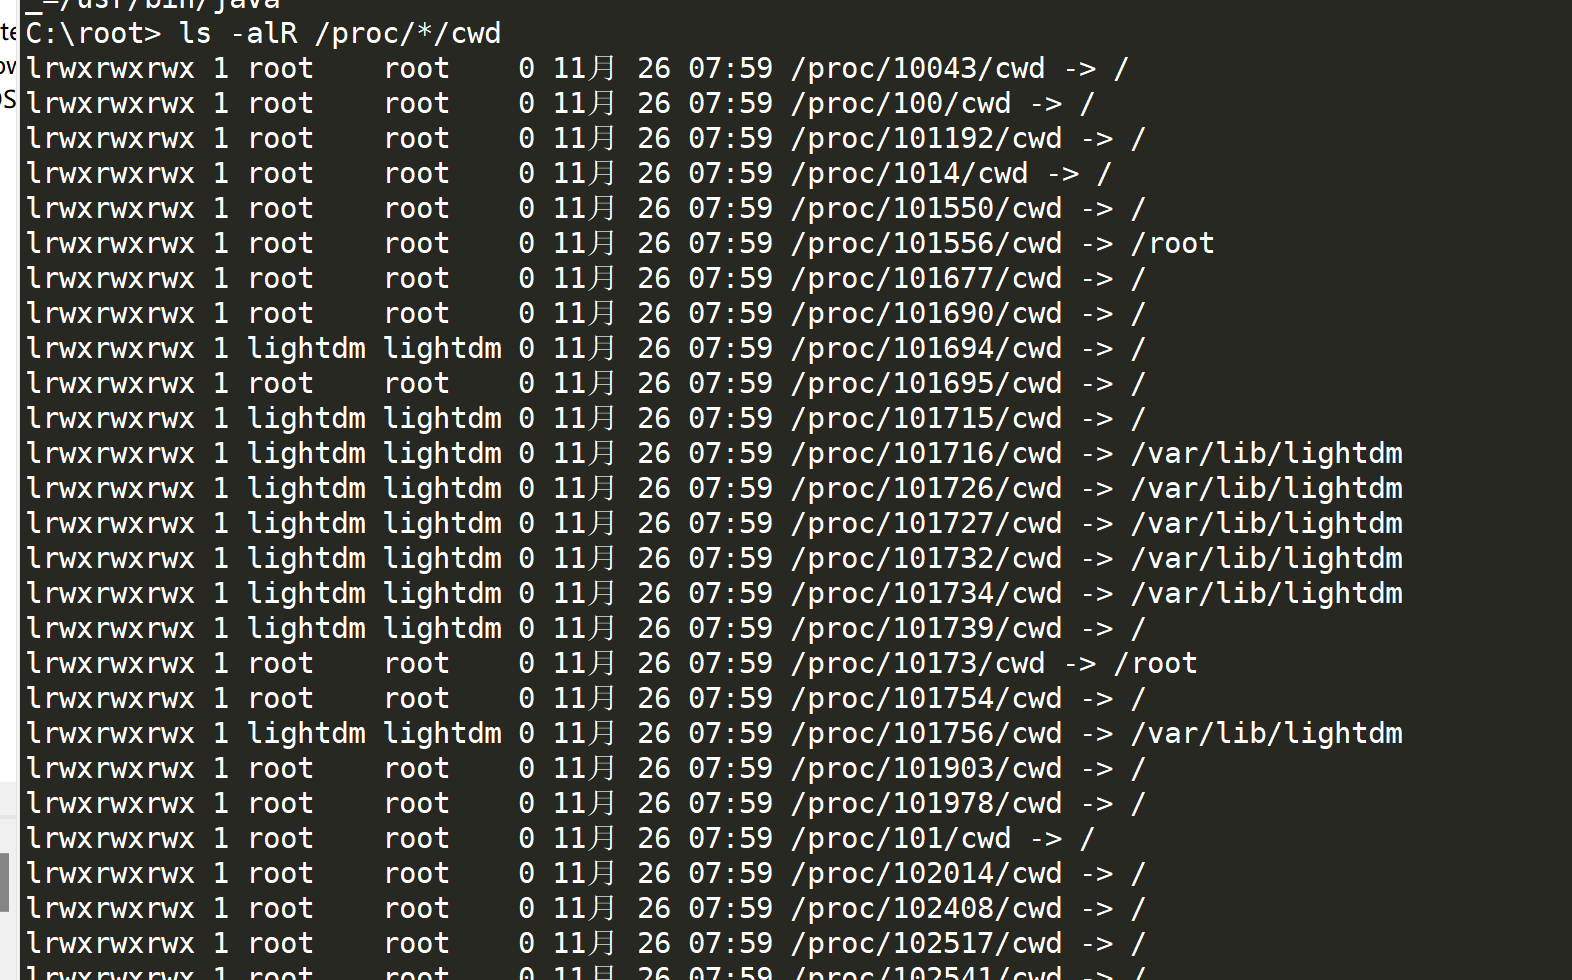 _=/usr/bin/java
C:\root> ls -alR /proc/*/cwd
lrwxrwxrwx 1 root    root    0 11月 26 07:59 /proc/10043/cwd -> /
lrwxrwxrwx 1 root    root    0 11月 26 07:59 /proc/100/cwd -> /
lrwxrwxrwx 1 root    root    0 11月 26 07:59 /proc/101192/cwd -> /
lrwxrwxrwx 1 root    root    0 11月 26 07:59 /proc/1014/cwd -> /
lrwxrwxrwx 1 root    root    0 11月 26 07:59 /proc/101550/cwd -> /
lrwxrwxrwx 1 root    root    0 11月 26 07:59 /proc/101556/cwd -> /root
lrwxrwxrwx 1 root    root    0 11月 26 07:59 /proc/101677/cwd -> /
lrwxrwxrwx 1 root    root    0 11月 26 07:59 /proc/101690/cwd -> /
lrwxrwxrwx 1 lightdm lightdm 0 11月 26 07:59 /proc/101694/cwd -> /
lrwxrwxrwx 1 root    root    0 11月 26 07:59 /proc/101695/cwd -> /
lrwxrwxrwx 1 lightdm lightdm 0 11月 26 07:59 /proc/101715/cwd -> /
lrwxrwxrwx 1 lightdm lightdm 0 11月 26 07:59 /proc/101716/cwd -> /var/lib/lightdm
lrwxrwxrwx 1 lightdm lightdm 0 11月 26 07:59 /proc/101726/cwd -> /var/lib/lightdm
lrwxrwxrwx 1 lightdm lightdm 0 11月 26 07:59 /proc/101727/cwd -> /var/lib/lightdm
lrwxrwxrwx 1 lightdm lightdm 0 11月 26 07:59 /proc/101732/cwd -> /var/lib/lightdm
lrwxrwxrwx 1 lightdm lightdm 0 11月 26 07:59 /proc/101734/cwd -> /var/lib/lightdm
lrwxrwxrwx 1 lightdm lightdm 0 11月 26 07:59 /proc/101739/cwd -> /
lrwxrwxrwx 1 root    root    0 11月 26 07:59 /proc/10173/cwd -> /root
lrwxrwxrwx 1 root    root    0 11月 26 07:59 /proc/101754/cwd -> /
lrwxrwxrwx 1 lightdm lightdm 0 11月 26 07:59 /proc/101756/cwd -> /var/lib/lightdm
lrwxrwxrwx 1 root    root    0 11月 26 07:59 /proc/101903/cwd -> /
lrwxrwxrwx 1 root    root    0 11月 26 07:59 /proc/101978/cwd -> /
lrwxrwxrwx 1 root    root    0 11月 26 07:59 /proc/101/cwd -> /
lrwxrwxrwx 1 root    root    0 11月 26 07:59 /proc/102014/cwd -> /
lrwxrwxrwx 1 root    root    0 11月 26 07:59 /proc/102408/cwd -> /
lrwxrwxrwx 1 root    root    0 11月 26 07:59 /proc/102517/cwd -> /
lrwxrwxrwx 1 root    root    0 11月 26 07:59 /proc/102541/cwd -> /